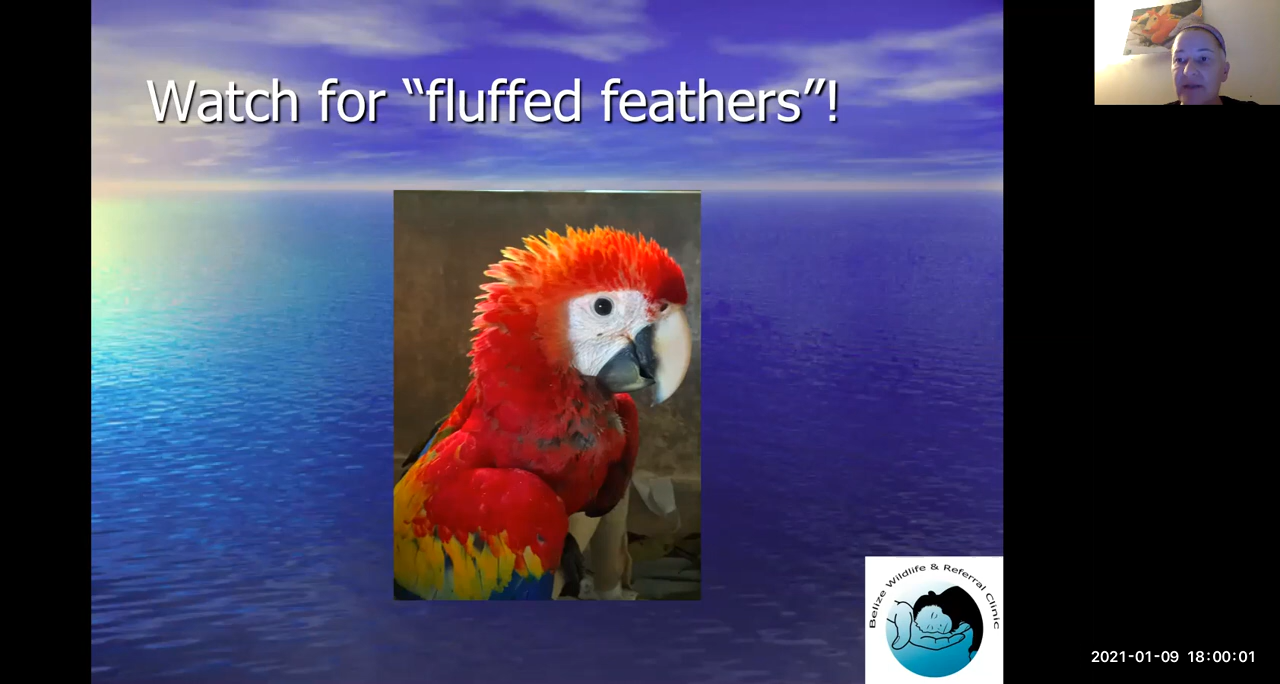 Watch for “fluffed feathers”!
Belize Wildlife & Referral Clinic
2021-01-09 18:00:01